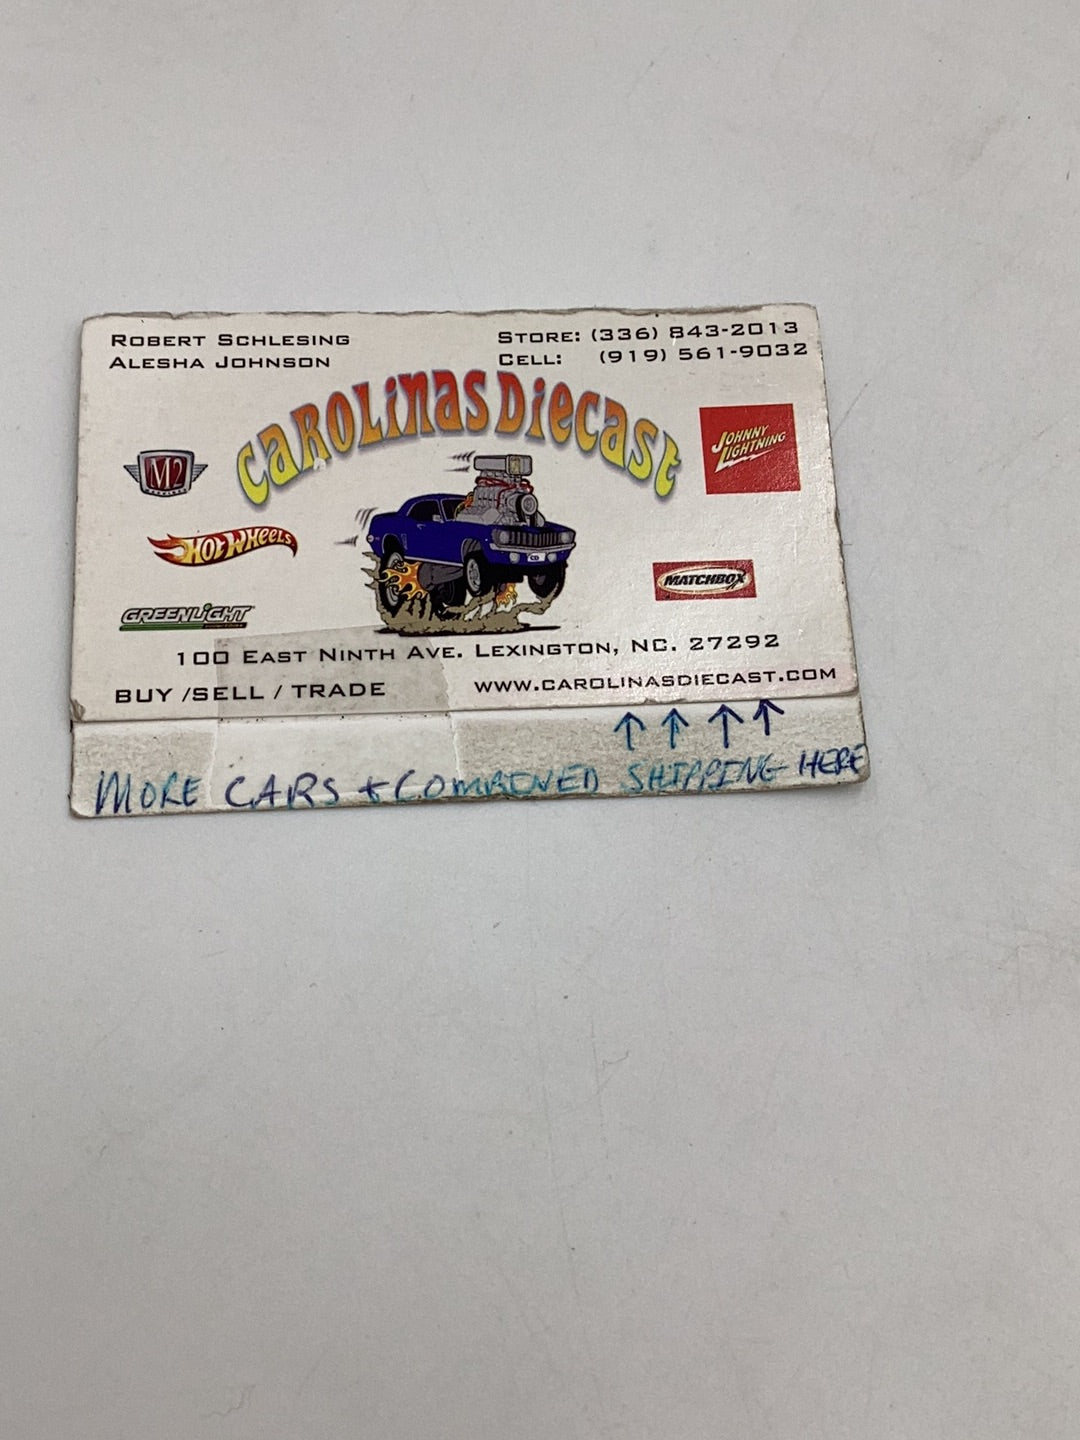 ROBERT SCHLESING
ALESHA JOHNSON
STORE: (336) 843-2013
CELL: (919) 561-9032
CAROLINAS DIECAST
M2
JOHNNY LIGHTNING
HOT WHEELS
MATCHBOX
GREENLIGHT
CD
100 EAST NINTH AVE. LEXINGTON, NC. 27292
BUY /SELL / TRADE
WWW.CAROLINASDIECAST.COM
↑ ↑ ↑ ↑
MORE CARS + COMBINED SHIPPING HERE